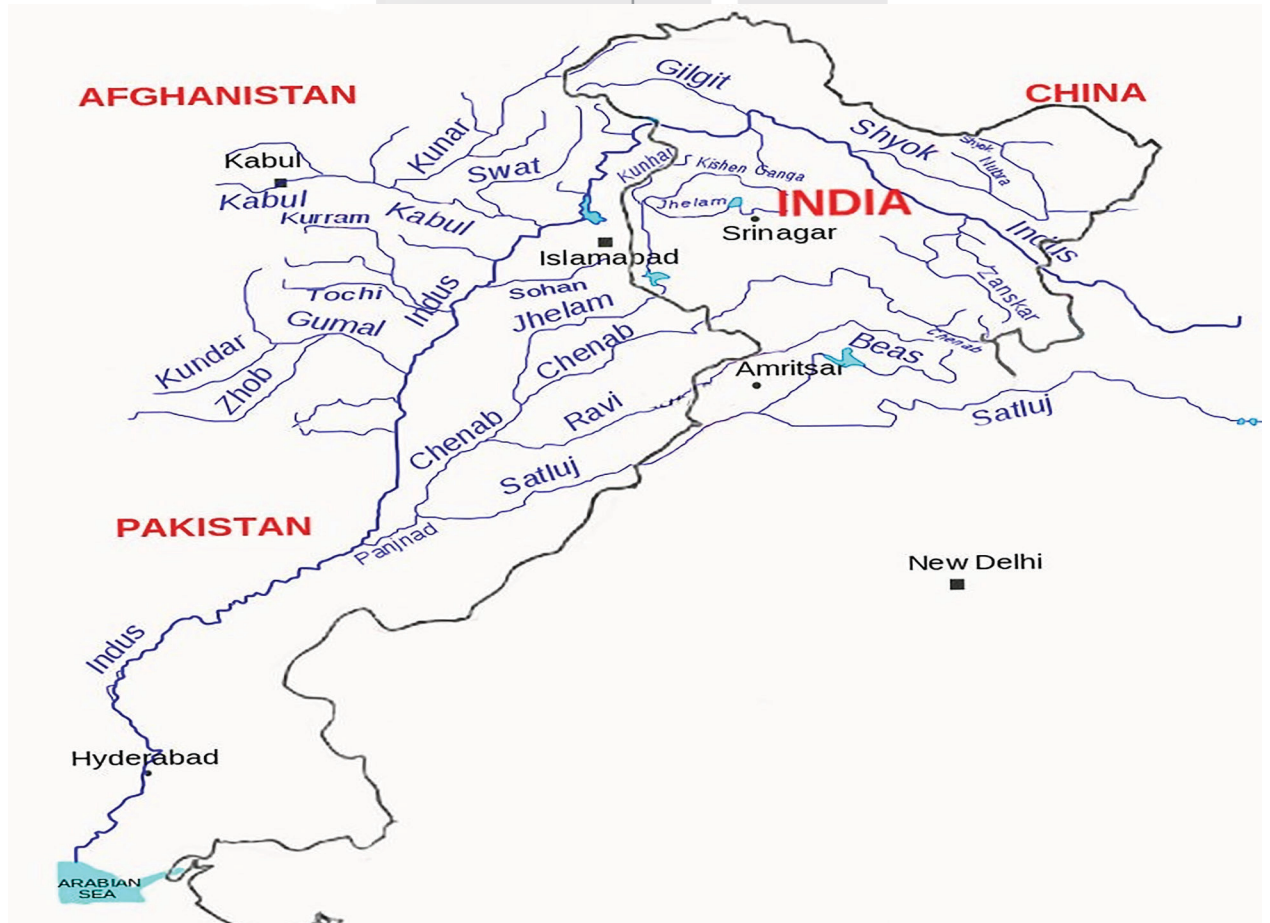 AFGHANISTAN
Gilgit
CHINA
Kunar
Shyok
Shyok
Nubra
Kabul
Swat
Kunhar
Kishen Ganga
Kabul
Kurram
Kabul
Jhelam
INDIA
Srinagar
Indus
Islamabad
Zanskar
Tochi
Indus
Sohan
Jhelam
Gumal
Chenab
Chenab
Beas
Kundar
Zhob
Amritsar
Ravi
Satluj
Chenab
Satluj
PAKISTAN
Panjnad
New Delhi
Indus
Hyderabad
ARABIAN
SEA